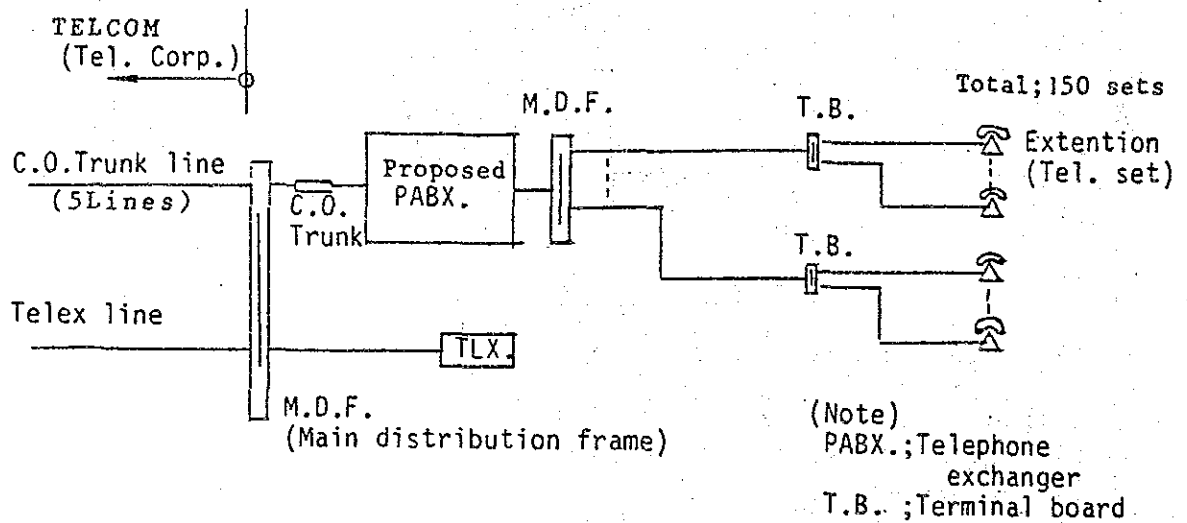 TELCOM
(Tel. Corp.)
Total;150 sets
M.D.F.
T.B.
C.O.Trunk line
(5Lines)
C.O.
Trunk
Proposed
PABX.
Extention
(Tel. set)
T.B.
Telex line
TLX.
M.D.F.
(Main distribution frame)
(Note)
PABX.;Telephone
exchanger
T.B. ;Terminal board